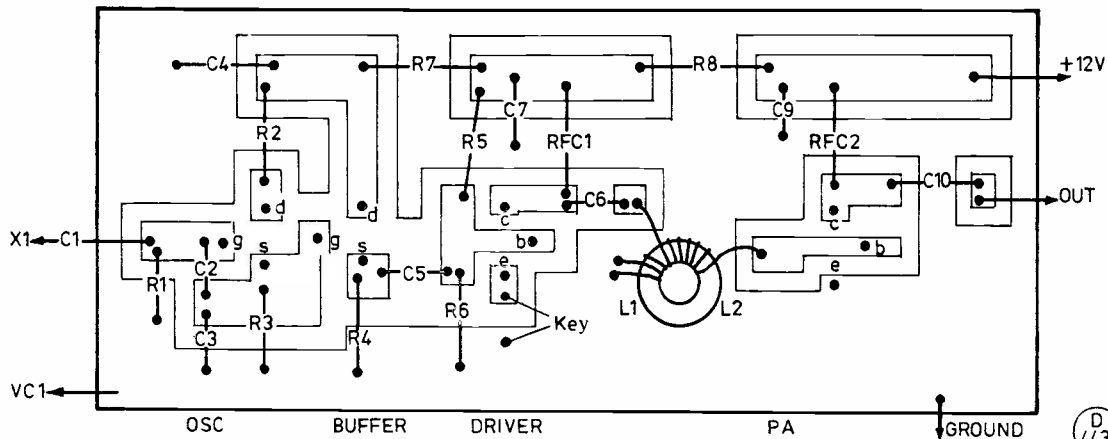 C4 R7 R8 +12V
C7 C9
R2 R5 RFC1 RFC2
C6 C10
d d c c OUT
X1 C1 g g b b
s s
C2 C5 e e
R1
R3 R4 R6 Key L1 L2
C3
VC1
OSC BUFFER DRIVER PA GROUND
D